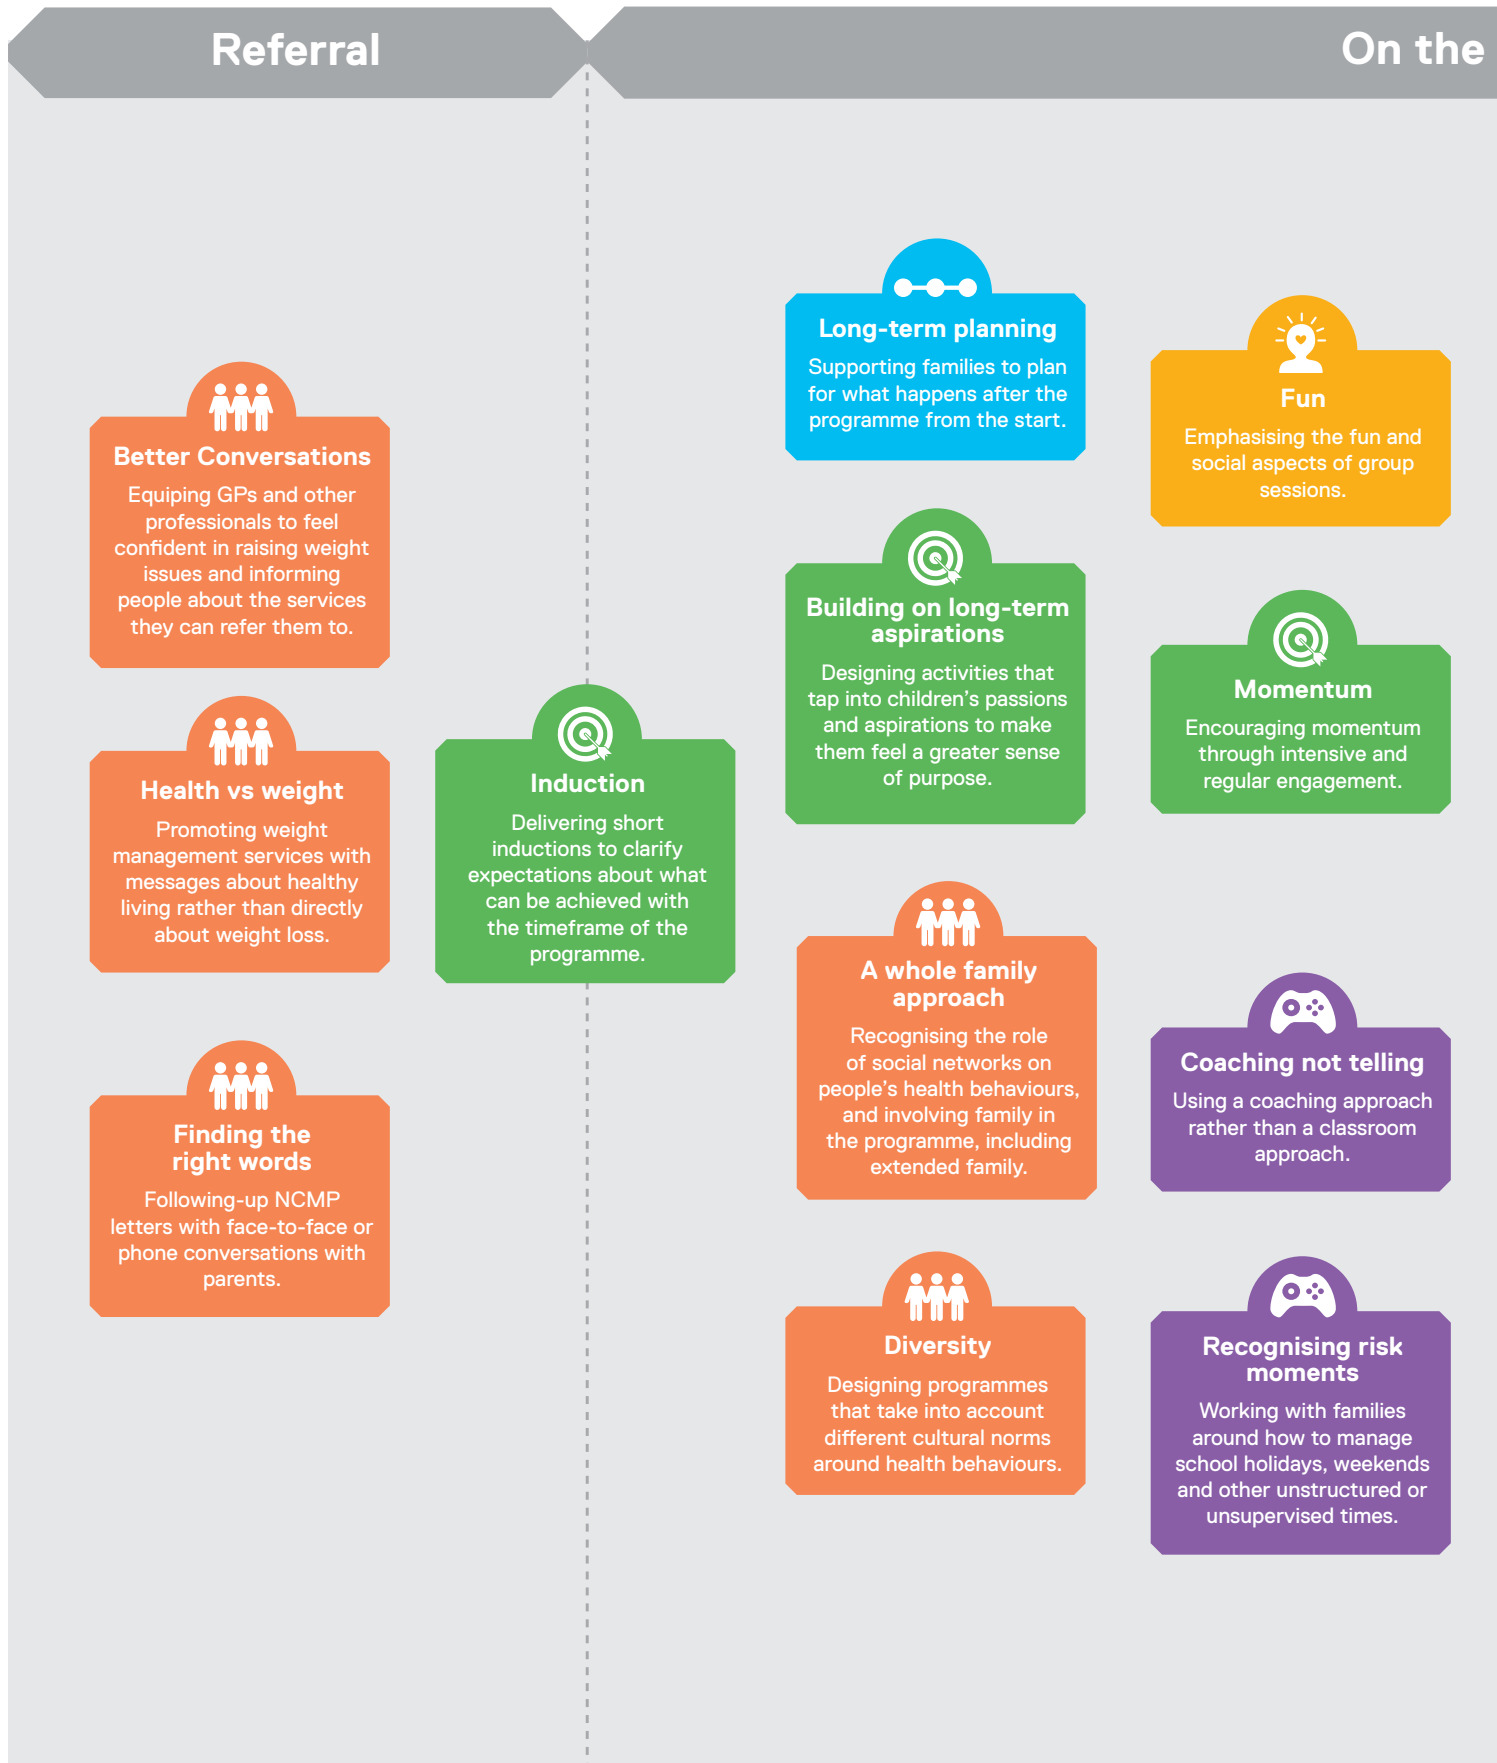 Referral
On the
Better Conversations
Equiping GPs and other
professionals to feel
confident in raising weight
issues and informing
people about the services
they can refer them to.
Health vs weight
Promoting weight
management services with
messages about healthy
living rather than directly
about weight loss.
Finding the
right words
Following-up NCMP
letters with face-to-face or
phone conversations with
parents.
Induction
Delivering short
inductions to clarify
expectations about what
can be achieved with
the timeframe of the
programme.
Long-term planning
Supporting families to plan
for what happens after the
programme from the start.
Building on long-term
aspirations
Designing activities that
tap into children’s passions
and aspirations to make
them feel a greater sense
of purpose.
A whole family
approach
Recognising the role
of social networks on
people’s health behaviours,
and involving family in
the programme, including
extended family.
Diversity
Designing programmes
that take into account
different cultural norms
around health behaviours.
Fun
Emphasising the fun and
social aspects of group
sessions.
Momentum
Encouraging momentum
through intensive and
regular engagement.
Coaching not telling
Using a coaching approach
rather than a classroom
approach.
Recognising risk
moments
Working with families
around how to manage
school holidays, weekends
and other unstructured or
unsupervised times.